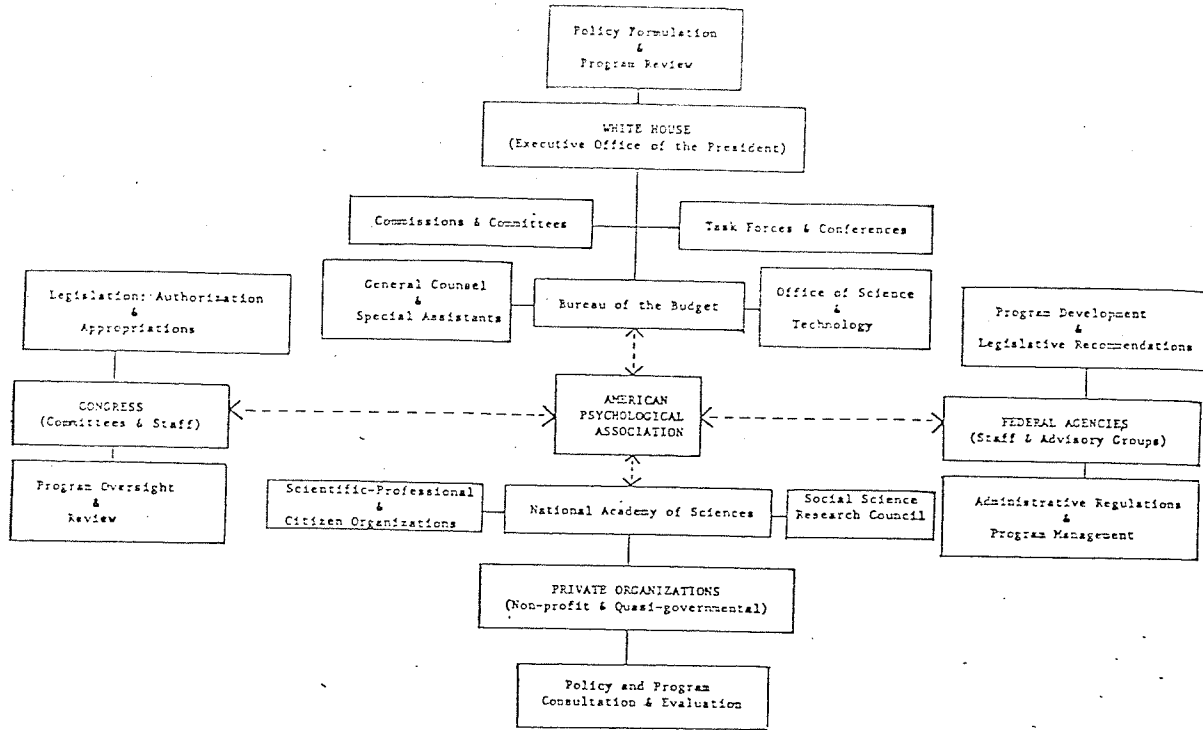 Policy Formulation
&
Program Review
WHITE HOUSE
(Executive Office of the President)
Commissions & Committees
Task Forces & Conferences
General Counsel
&
Special Assistants
Bureau of the Budget
Office of Science
&
Technology
Legislation: Authorization
&
Appropriations
Program Development
&
Legislative Recommendations
CONGRESS
(Committees & Staff)
AMERICAN
PSYCHOLOGICAL
ASSOCIATION
FEDERAL AGENCIES
(Staff & Advisory Groups)
Program Oversight
&
Review
Scientific-Professional
&
Citizen Organizations
National Academy of Sciences
Social Science
Research Council
Administrative Regulations
&
Program Management
PRIVATE ORGANIZATIONS
(Non-profit & Quasi-governmental)
Policy and Program
Consultation & Evaluation